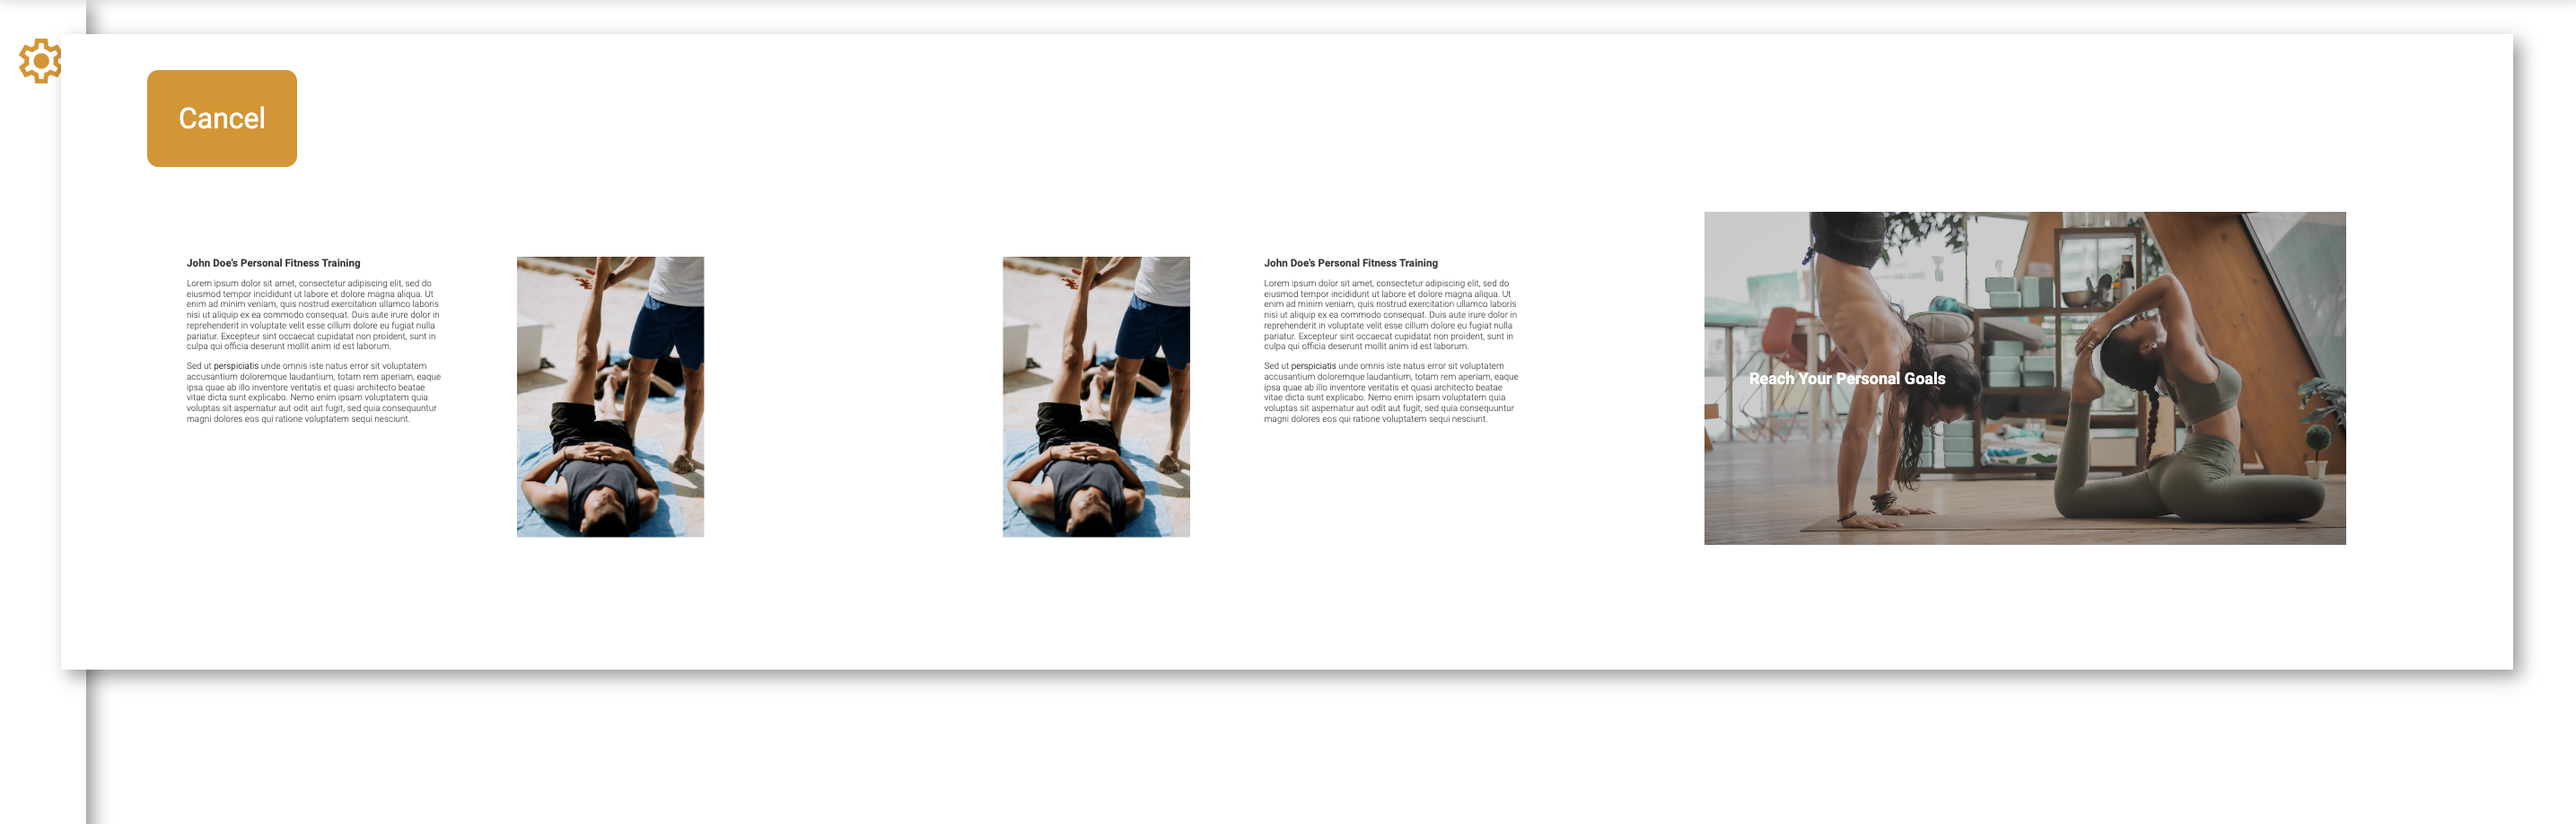 Cancel
John Doe's Personal Fitness Training
Lorem ipsum dolor sit amet, consectetur adipiscing elit, sed do
eiusmod tempor incididunt ut labore et dolore magna aliqua. Ut
enim ad minim veniam, quis nostrud exercitation ullamco laboris
nisi ut aliquip ex ea commodo consequat. Duis aute irure dolor in
reprehenderit in voluptate velit esse cillum dolore eu fugiat nulla
pariatur. Excepteur sint occaecat cupidatat non proident, sunt in
culpa qui officia deserunt mollit anim id est laborum.
Sed ut perspiciatis unde omnis iste natus error sit voluptatem
accusantium doloremque laudantium, totam rem aperiam, eaque
ipsa quae ab illo inventore veritatis et quasi architecto beatae
vitae dicta sunt explicabo. Nemo enim ipsam voluptatem quia
voluptas sit aspernatur aut odit aut fugit, sed quia consequuntur
magni dolores eos qui ratione voluptatem sequi nesciunt.
John Doe's Personal Fitness Training
Lorem ipsum dolor sit amet, consectetur adipiscing elit, sed do
eiusmod tempor incididunt ut labore et dolore magna aliqua. Ut
enim ad minim veniam, quis nostrud exercitation ullamco laboris
nisi ut aliquip ex ea commodo consequat. Duis aute irure dolor in
reprehenderit in voluptate velit esse cillum dolore eu fugiat nulla
pariatur. Excepteur sint occaecat cupidatat non proident, sunt in
culpa qui officia deserunt mollit anim id est laborum.
Sed ut perspiciatis unde omnis iste natus error sit voluptatem
accusantium doloremque laudantium, totam rem aperiam, eaque
ipsa quae ab illo inventore veritatis et quasi architecto beatae
vitae dicta sunt explicabo. Nemo enim ipsam voluptatem quia
voluptas sit aspernatur aut odit aut fugit, sed quia consequuntur
magni dolores eos qui ratione voluptatem sequi nesciunt.
Reach Your Personal Goals